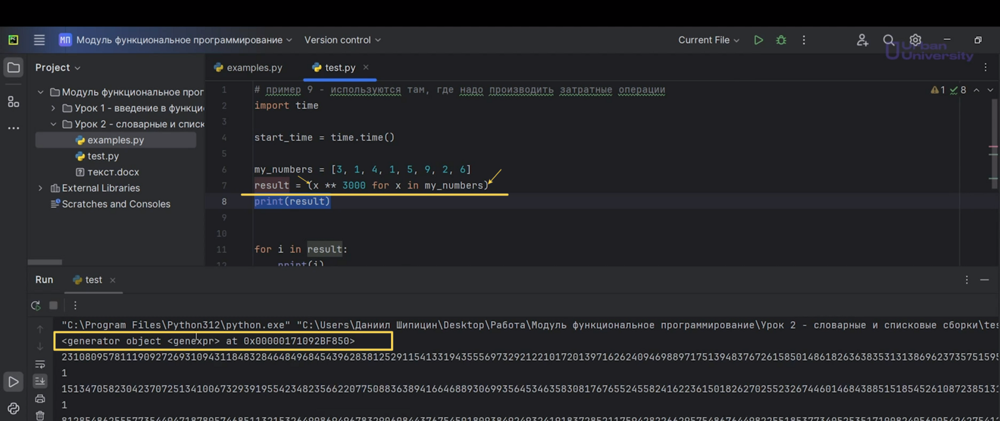 МП Модуль функциональное программирование Version control Current File
Urban University
Project examples.py test.py
Модуль функциональное прог
Урок 1 - введение в функци
Урок 2 - словарные и списк
examples.py
test.py
текст.docx
External Libraries
Scratches and Consoles
1 # пример 9 - используются там, где надо производить затратные операции 1 8
2 import time
3
4 start_time = time.time()
5
6 my_numbers = [3, 1, 4, 1, 5, 9, 2, 6]
7 result = (x ** 3000 for x in my_numbers)
8 print(result)
9
10
11 for i in result:
12 print(i)
Run test
"C:\Program Files\Python312\python.exe" "C:\Users\Даниил Шипицин\Desktop\Работа\Модуль функциональное программирование\Урок 2 - словарные и списковые сборки\te
<generator object <genexpr> at 0x00000171092BF850>
1
1